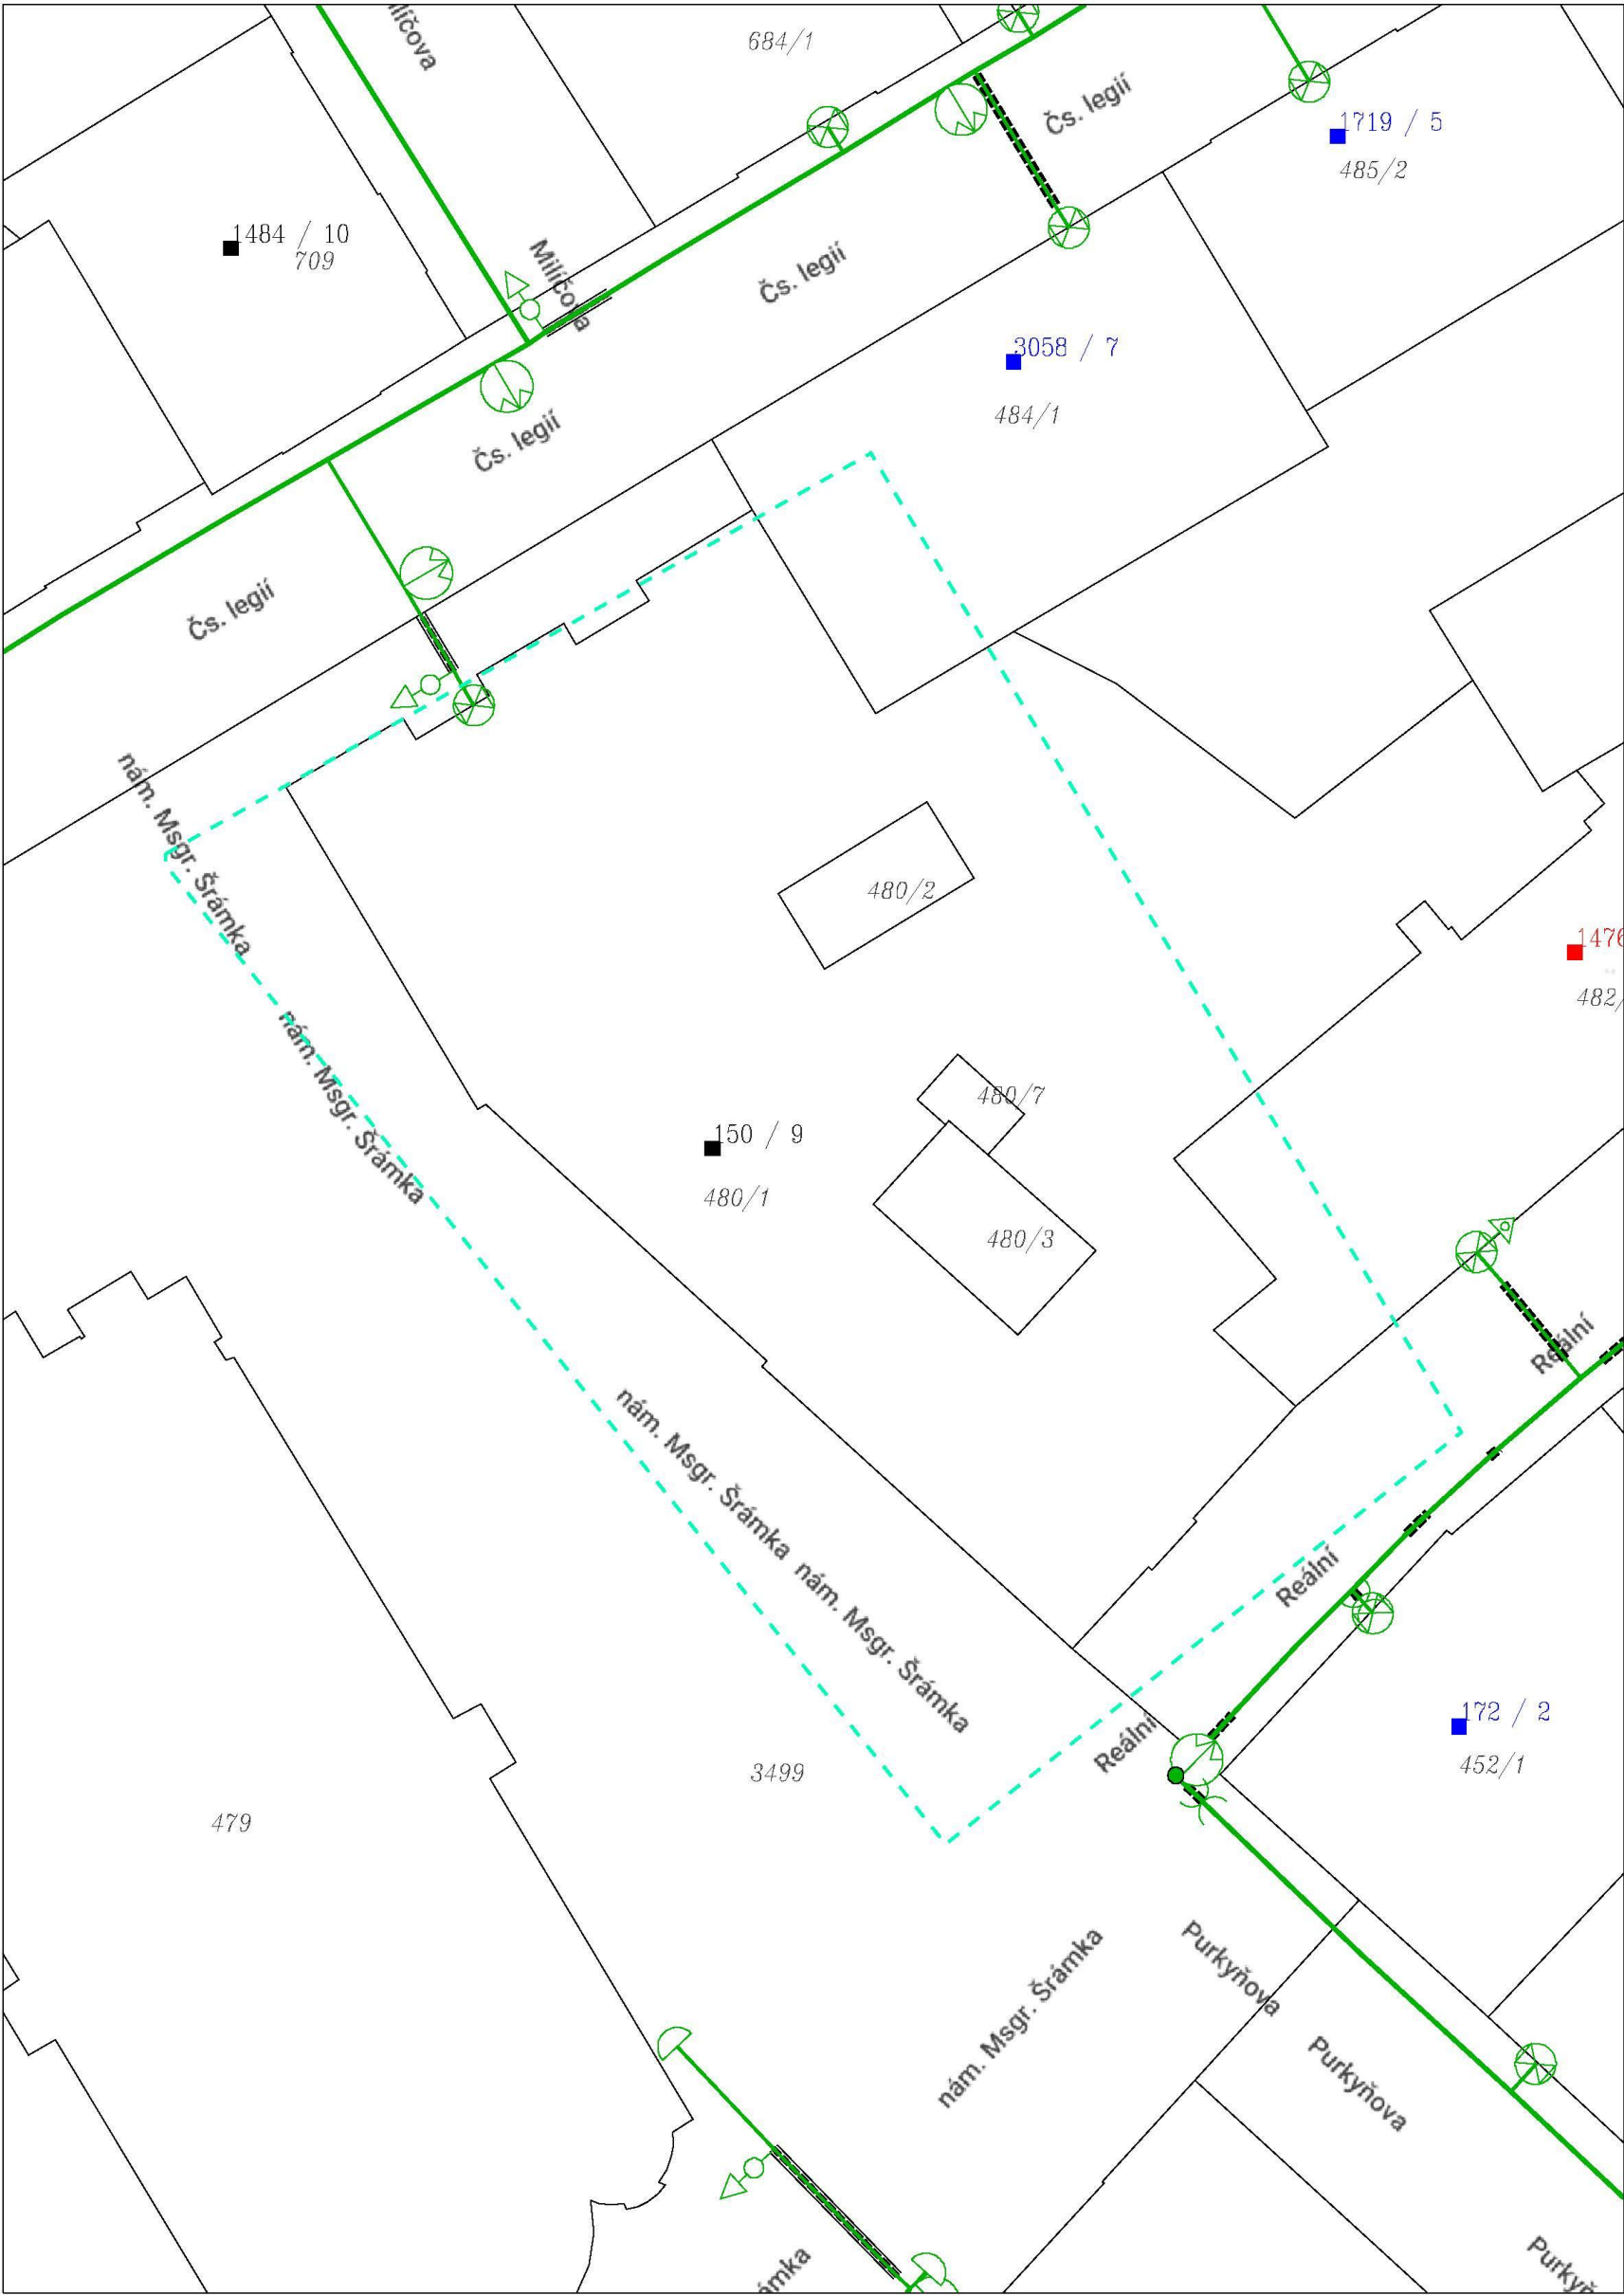 684/1
Čs. legií
1719 / 5
485/2
1484 / 10
709
Milíčova
Čs. legií
3058 / 7
484/1
Čs. legií
Čs. legií
nám. Msgr. Šrámka
480/2
1476
482/
nám. Msgr. Šrámka
480/7
150 / 9
480/1
480/3
Reální
nám. Msgr. Šrámka
nám. Msgr. Šrámka
Reální
Reální
172 / 2
452/1
3499
479
nám. Msgr. Šrámka
Purkyňova
Purkyňova